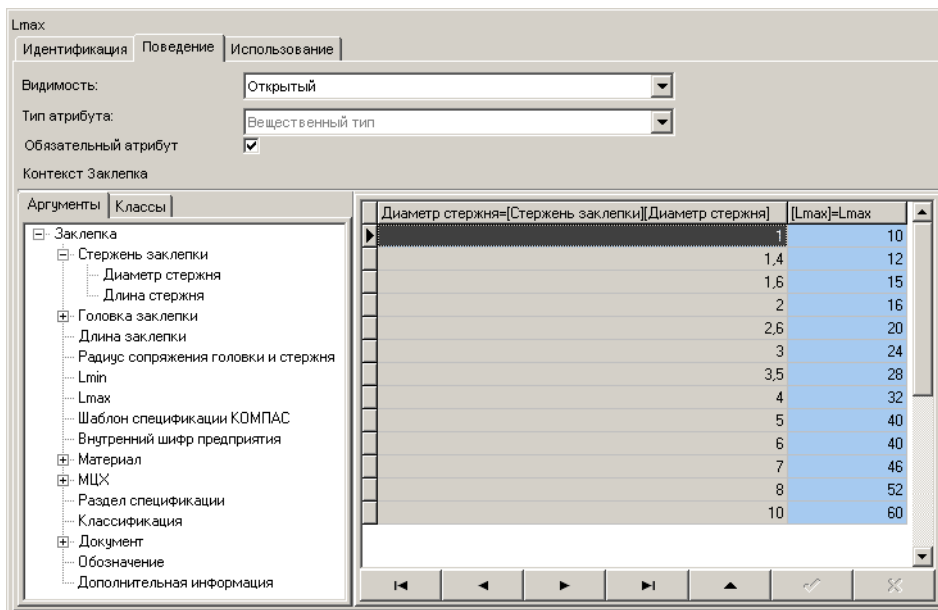 Lmax
Идентификация Поведение Использование
Видимость: Открытый
Тип атрибута: Вещественный тип
Обязательный атрибут
Контекст Заклепка
Аргументы Классы
Заклепка
Стержень заклепки
Диаметр стержня
Длина стержня
Головка заклепки
Длина заклепки
Радиус сопряжения головки и стержня
Lmin
Lmax
Шаблон спецификации КОМПАС
Внутренний шифр предприятия
Материал
МЦХ
Раздел спецификации
Классификация
Документ
Обозначение
Дополнительная информация
Диаметр стержня=[Стержень заклепки][Диаметр стержня] [Lmax]=Lmax
1 10
1,4 12
1,6 15
2 16
2,6 20
3 24
3,5 28
4 32
5 40
6 40
7 46
8 52
10 60